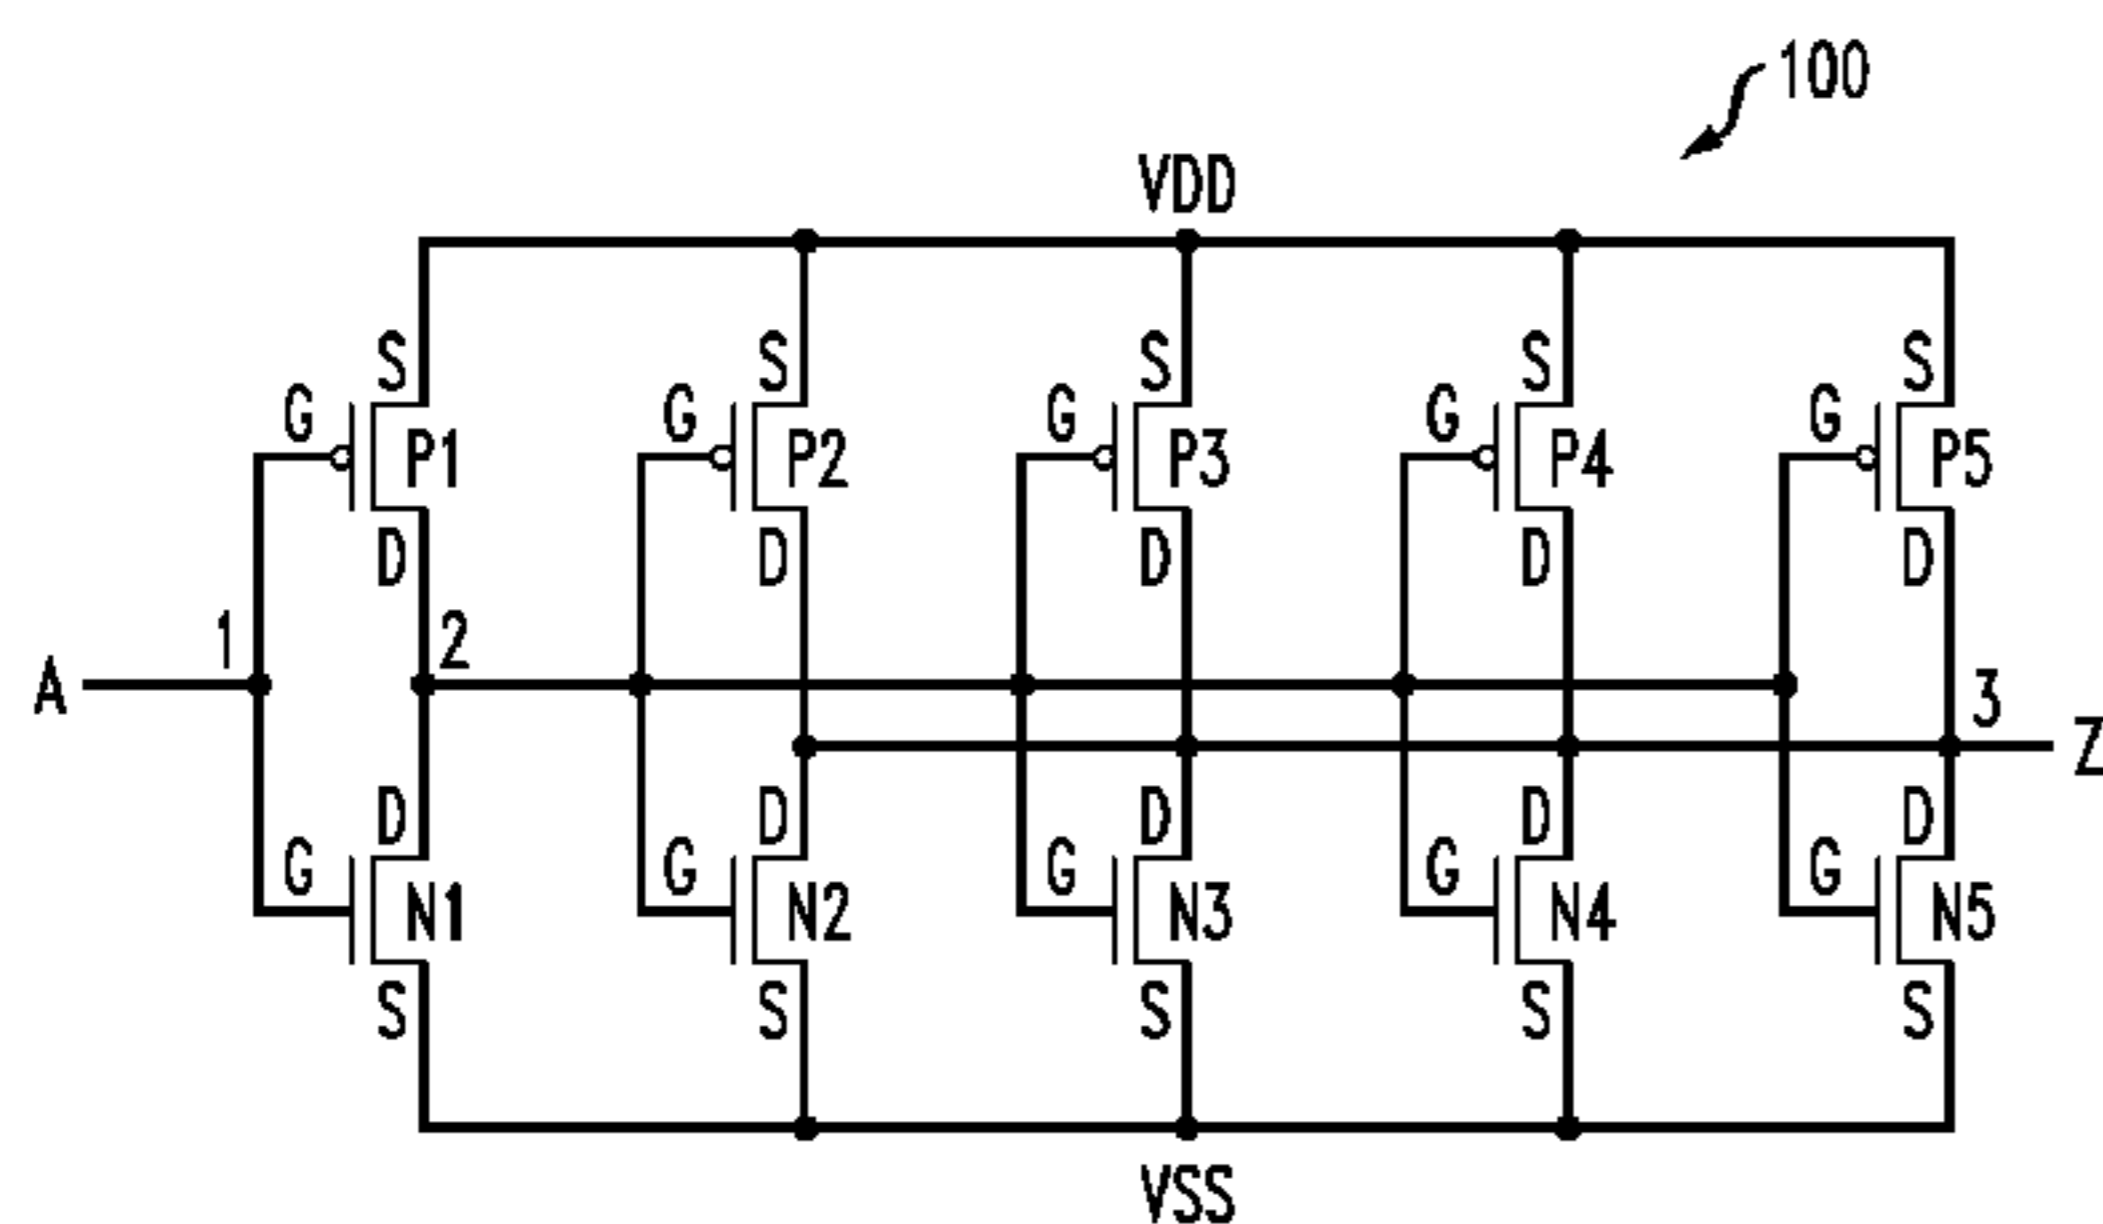 100
VDD
S S S S S
G G G G G
P1 P2 P3 P4 P5
D D D D D
1 2
A 3
Z
D D D D D
G G G G G
N1 N2 N3 N4 N5
S S S S S
VSS